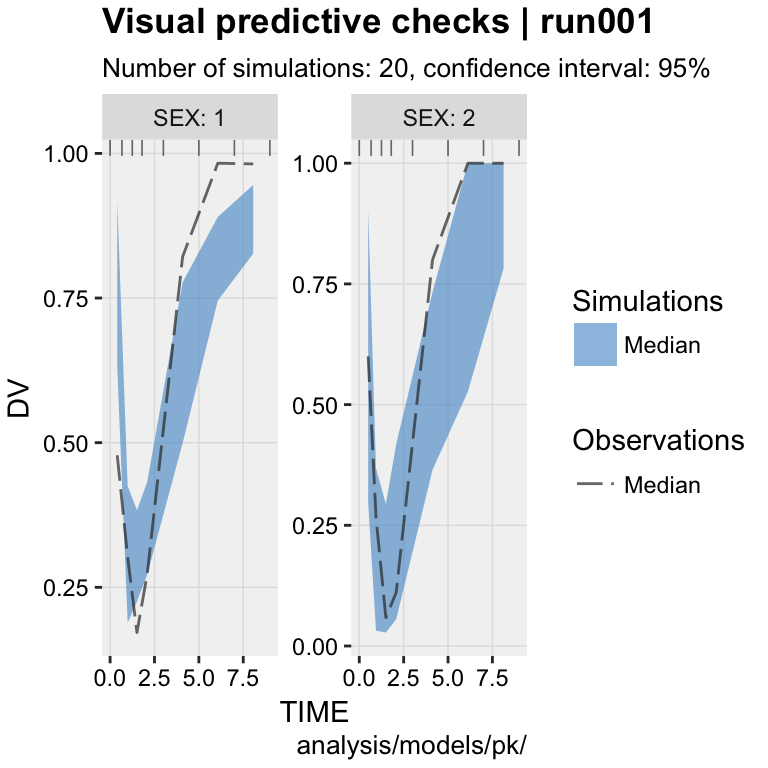 Visual predictive checks | run001
Number of simulations: 20, confidence interval: 95%
SEX: 1
SEX: 2
1.00
0.75
0.50
0.25
1.00
0.75
0.50
0.25
0.00
DV
0.0 2.5 5.0 7.5
0.0 2.5 5.0 7.5
TIME
analysis/models/pk/
Simulations
Median
Observations
Median